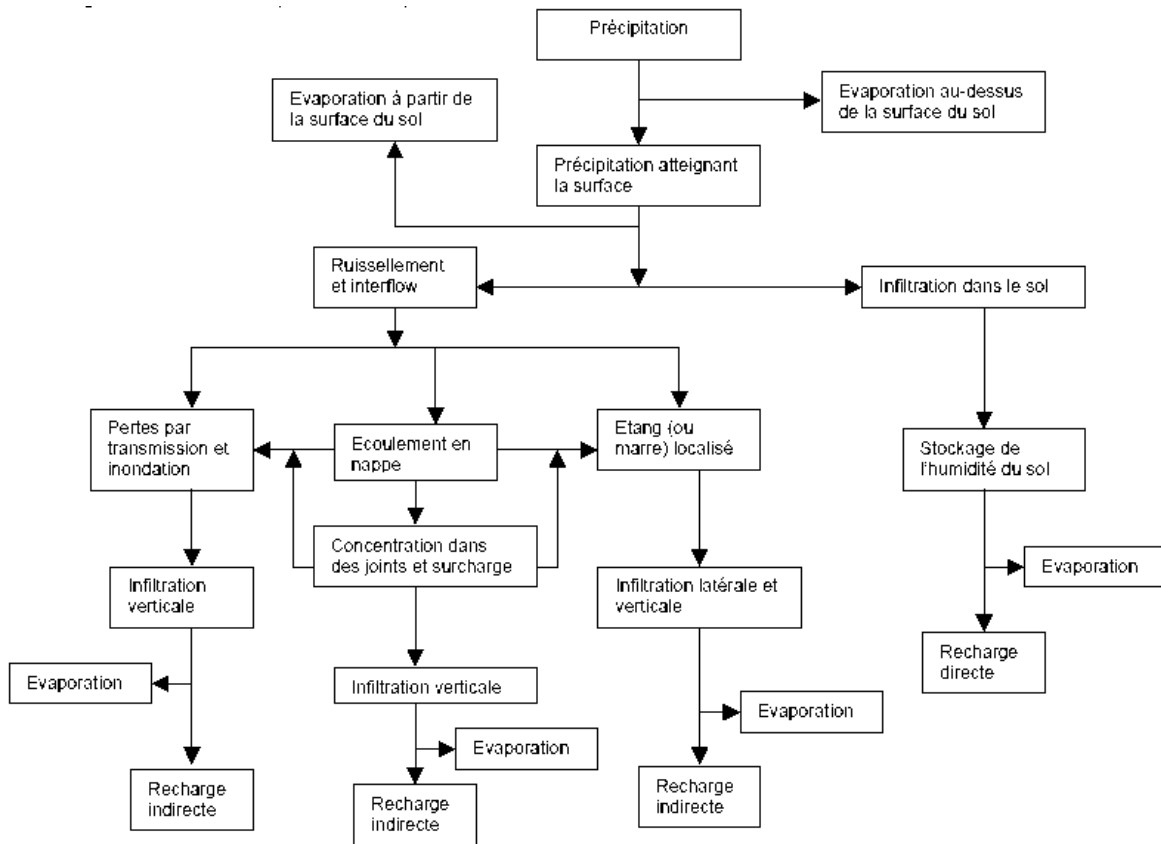 Précipitation
Evaporation à partir de
la surface du sol
Evaporation au-dessus
de la surface du sol
Précipitation atteignant
la surface
Ruissellement
et interflow
Infiltration dans le sol
Pertes par
transmission et
inondation
Ecoulement en
nappe
Etang (ou
marre) localisé
Stockage de
l'humidité du sol
Concentration dans
des joints et surcharge
Infiltration
verticale
Infiltration latérale et
verticale
Evaporation
Recharge
directe
Evaporation
Infiltration verticale
Evaporation
Evaporation
Recharge
indirecte
Recharge
indirecte
Recharge
indirecte